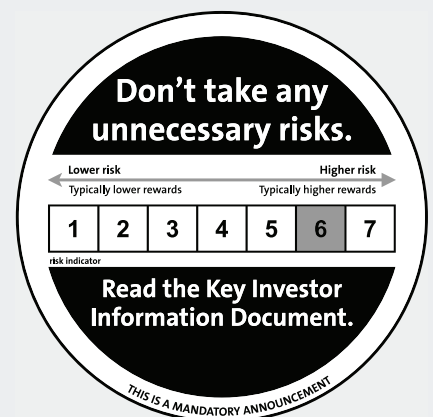 Don’t take any
unnecessary risks.
Lower risk Higher risk
Typically lower rewards Typically higher rewards
1 2 3 4 5 6 7
risk indicator
Read the Key Investor
Information Document.
THIS IS A MANDATORY ANNOUNCEMENT